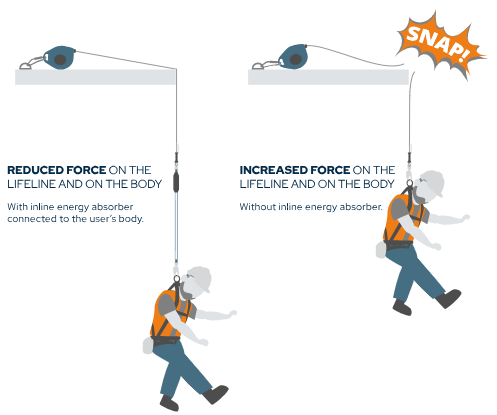 SNAP!
REDUCED FORCE ON THE
LIFELINE AND ON THE BODY
With inline energy absorber
connected to the user's body.
INCREASED FORCE ON THE
LIFELINE AND ON THE BODY
Without inline energy absorber.